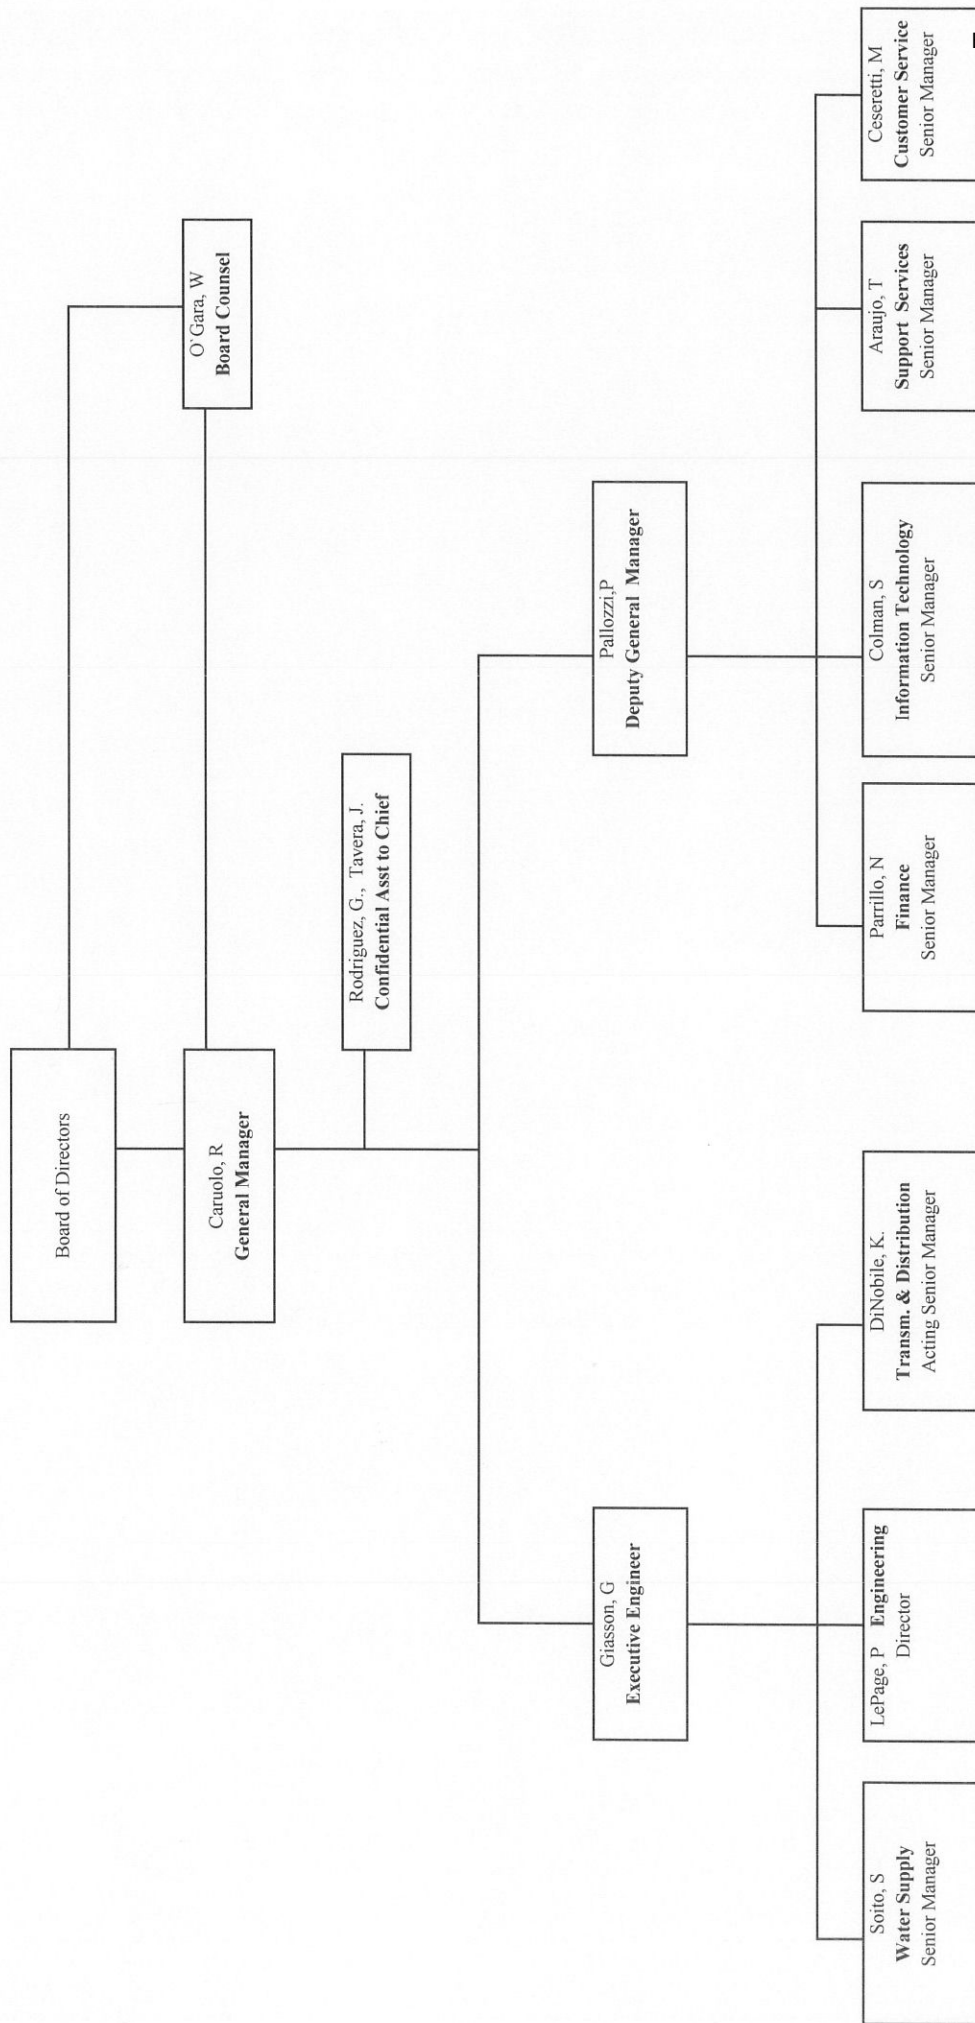 Board of Directors
Caruolo, R
General Manager
O`Gara, W
Board Counsel
Rodriguez, G., Tavera, J.
Confidential Asst to Chief
Giasson, G
Executive Engineer
Pallozzi,P
Deputy General Manager
Soito, S
Water Supply
Senior Manager
LePage, P Engineering
Director
DiNobile, K.
Transm. & Distribution
Acting Senior Manager
Parrillo, N
Finance
Senior Manager
Colman, S
Information Technology
Senior Manager
Araujo, T
Support Services
Senior Manager
Ceseretti, M
Customer Service
Senior Manager